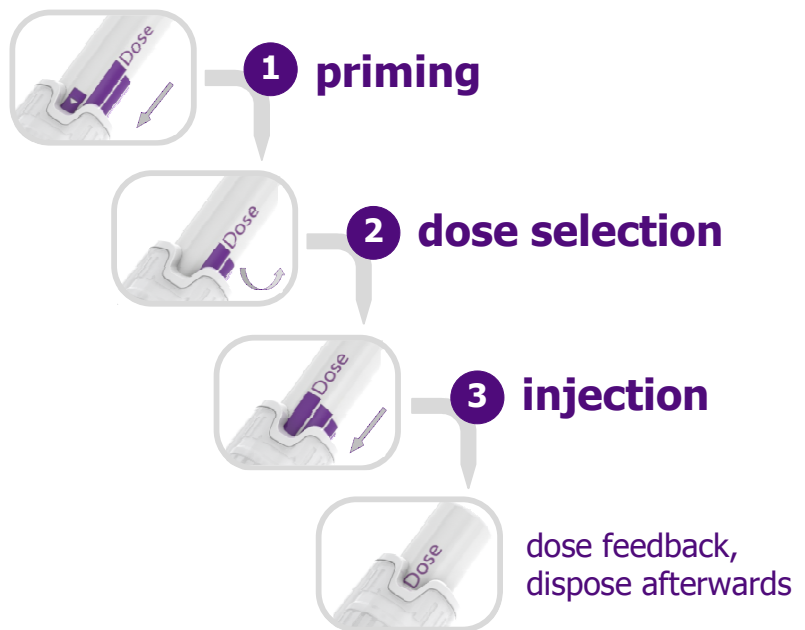 Dose
1 priming
Dose
2 dose selection
Dose
3 injection
Dose
dose feedback,
dispose afterwards